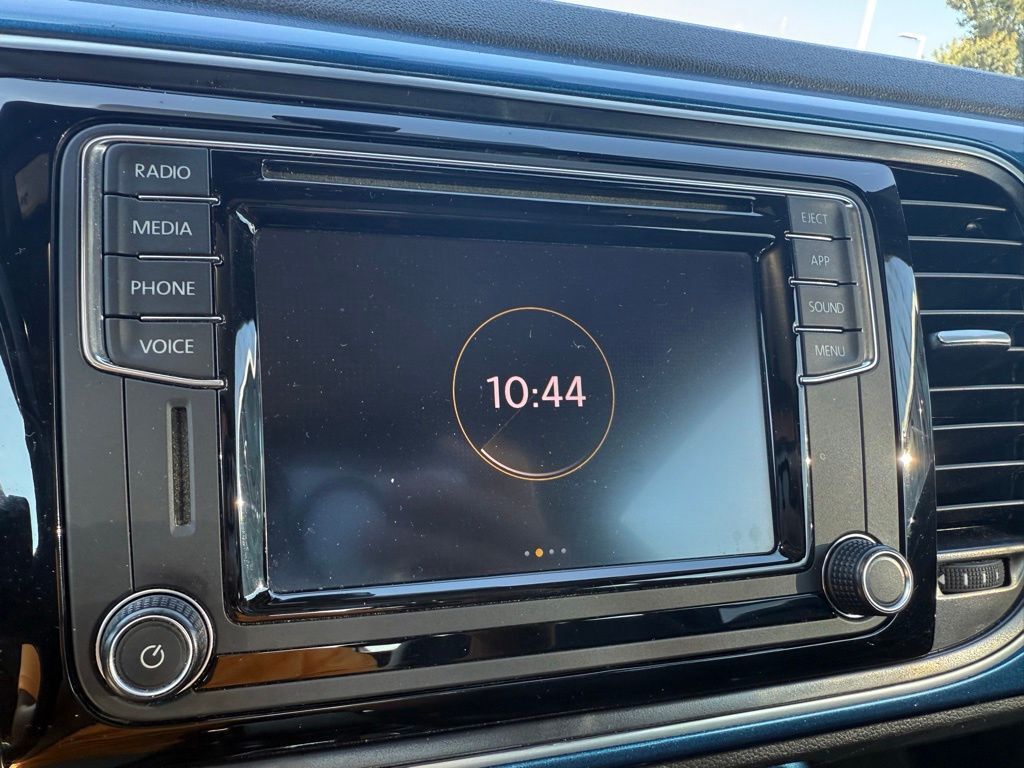 RADIO
MEDIA
PHONE
VOICE
10:44
EJECT
APP
SOUND
MENU